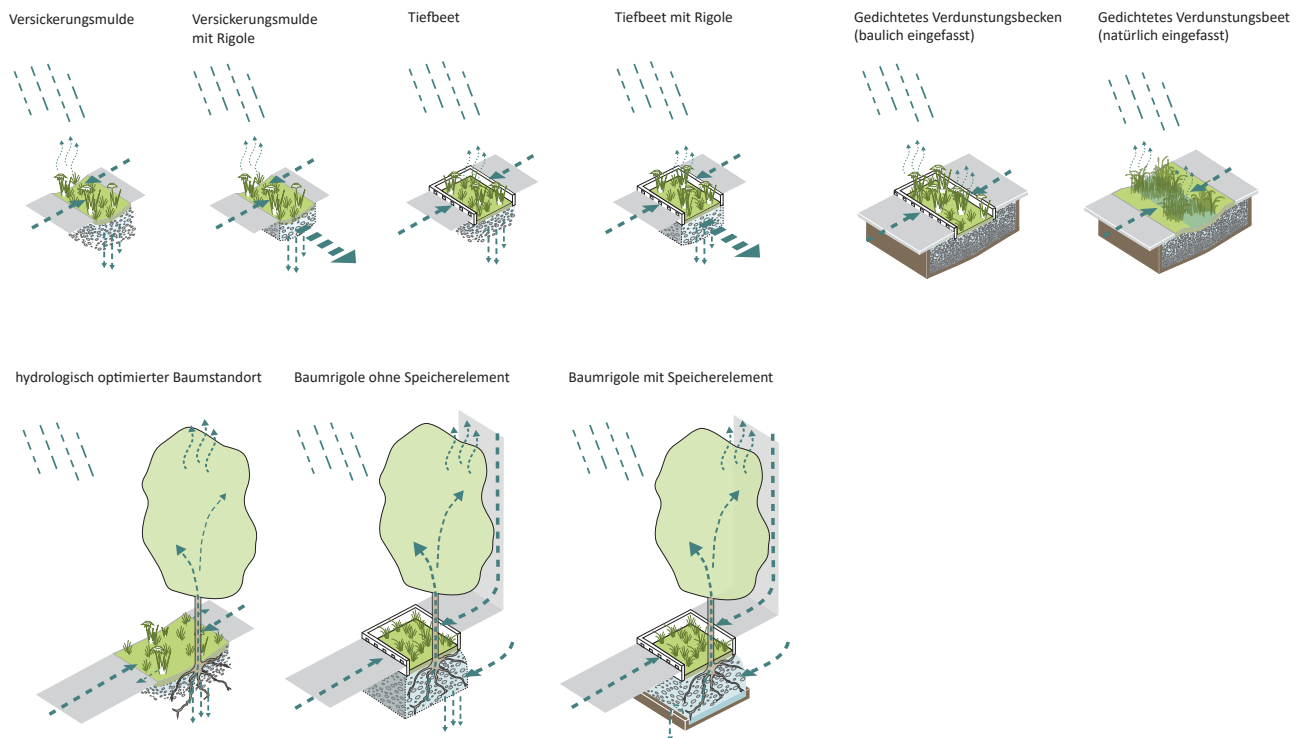 Versickerungsmulde
Versickerungsmulde
mit Rigole
Tiefbeet
Tiefbeet mit Rigole
Gedichtetes Verdunstungsbecken
(baulich eingefasst)
Gedichtetes Verdunstungsbeet
(natürlich eingefasst)
hydrologisch optimierter Baumstandort
Baumrigole ohne Speicherelement
Baumrigole mit Speicherelement